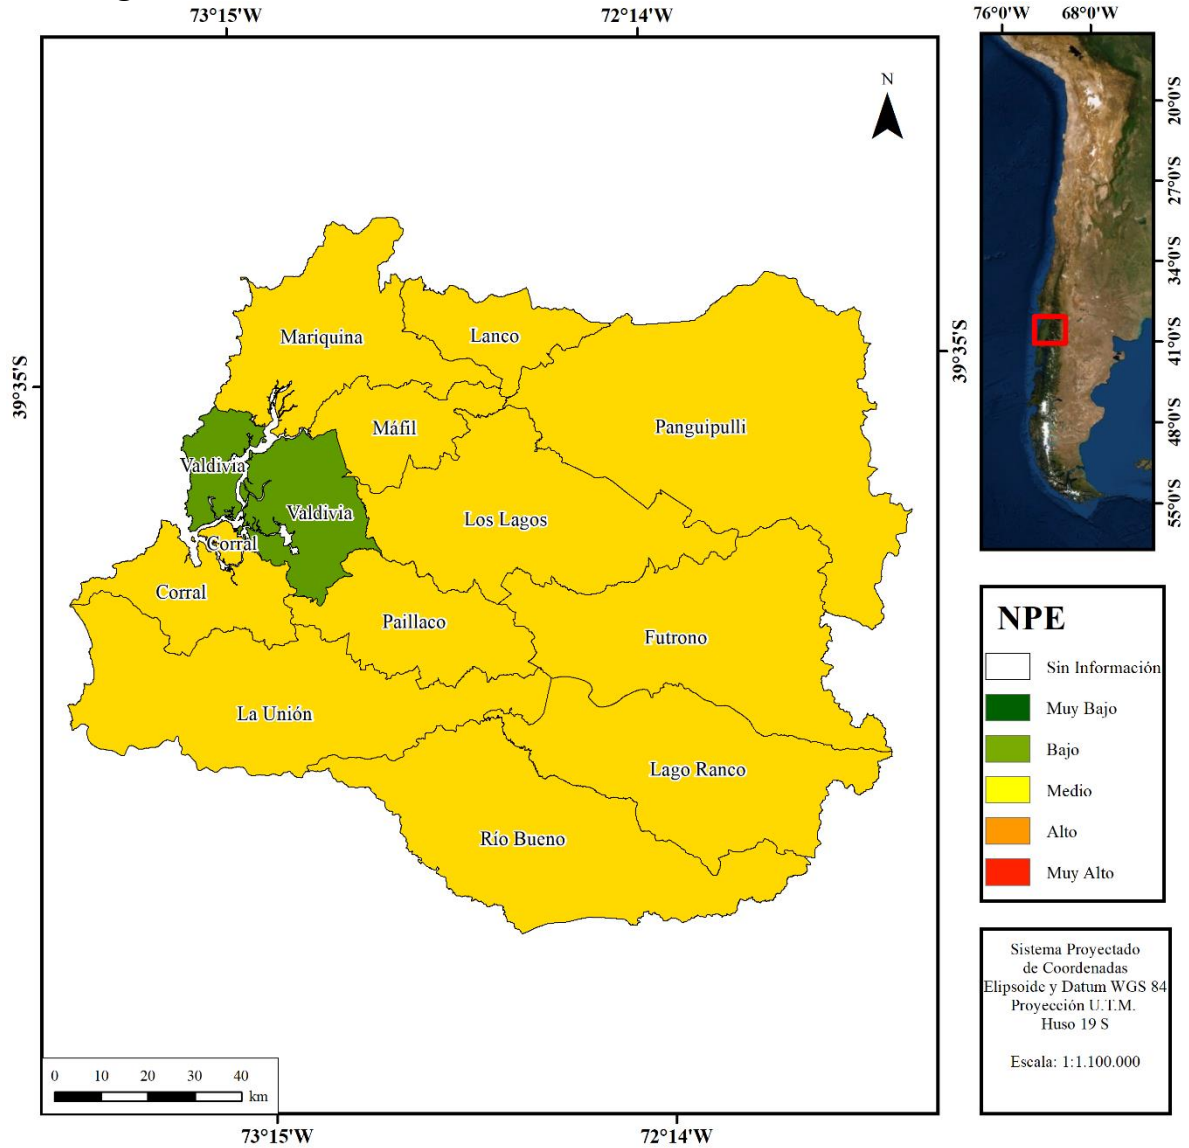 73°15'W
72°14'W
76°0'W
68°0'W
N
20°0'S
27°0'S
34°0'S
41°0'S
48°0'S
55°0'S
39°35'S
39°35'S
Mariquina
Lanco
Máfil
Panguipulli
Valdivia
Valdivia
Los Lagos
Corral
Corral
Paillaco
Futrono
La Unión
Lago Ranco
Río Bueno
NPE
Sin Información
Muy Bajo
Bajo
Medio
Alto
Muy Alto
Sistema Proyectado
de Coordenadas
Elipsoide y Datum WGS 84
Proyección U.T.M.
Huso 19 S
Escala: 1:1.100.000
0 10 20 30 40
km
73°15'W
72°14'W